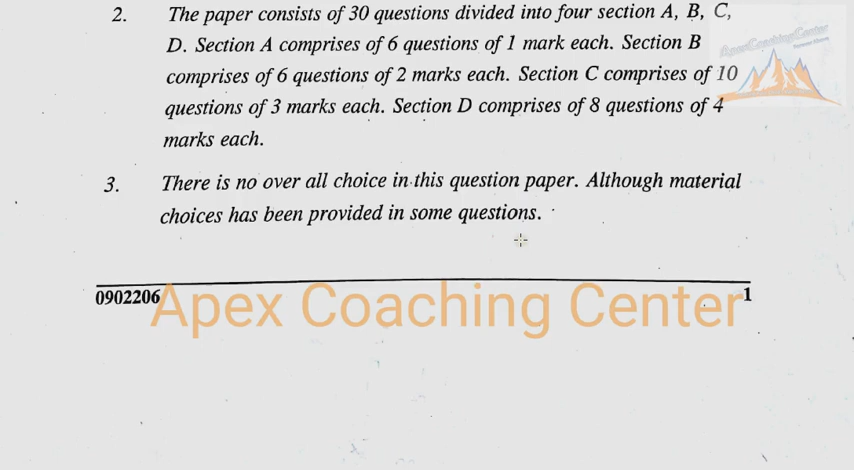 2. The paper consists of 30 questions divided into four section A, B, C,
D. Section A comprises of 6 questions of 1 mark each. Section B
comprises of 6 questions of 2 marks each. Section C comprises of 10
questions of 3 marks each. Section D comprises of 8 questions of 4
marks each.
3. There is no over all choice in this question paper. Although material
choices has been provided in some questions.
0902206 1
Apex Coaching Center
ApexCoachingCenter